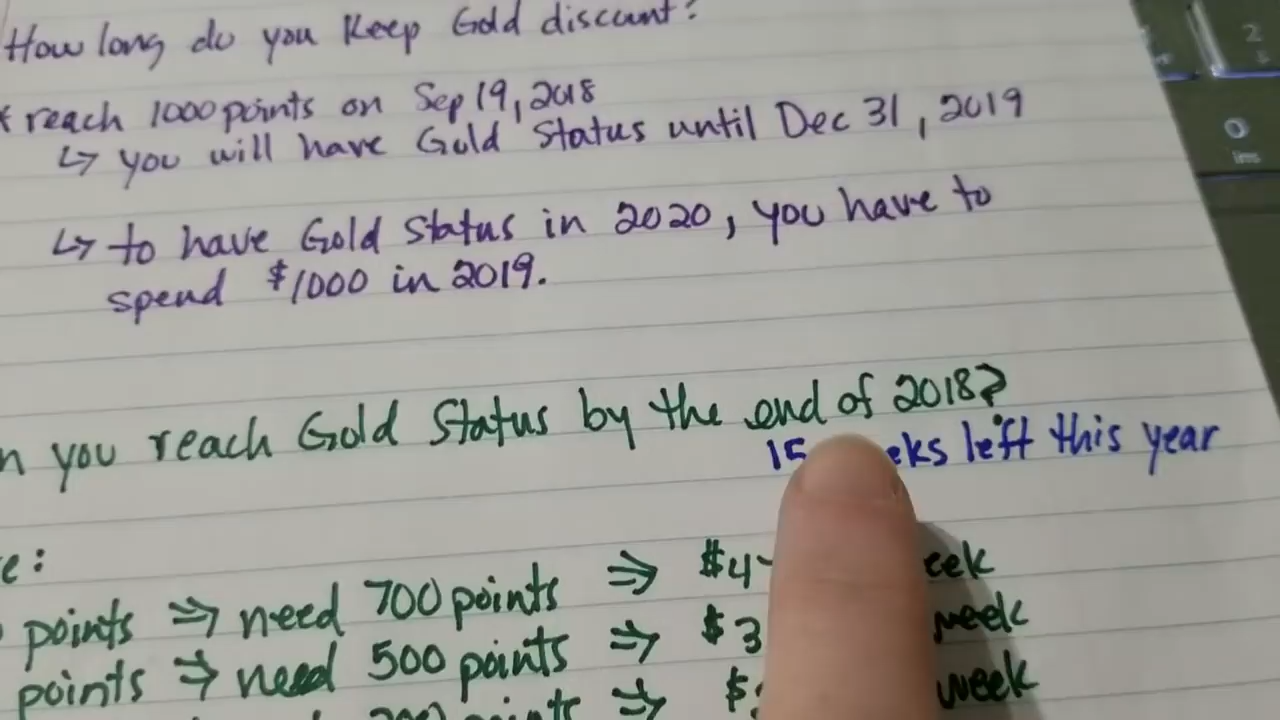 How long do you keep Gold discount?
reach 1000 points on Sep 19, 2018
↳ you will have Gold Status until Dec 31, 2019
↳ to have Gold Status in 2020, you have to
spend $1000 in 2019.
you reach Gold Status by the end of 2018?
15 left this year
points ⇒ need 700 points ⇒
points ⇒ need 500 points ⇒ week
points ⇒ week
2